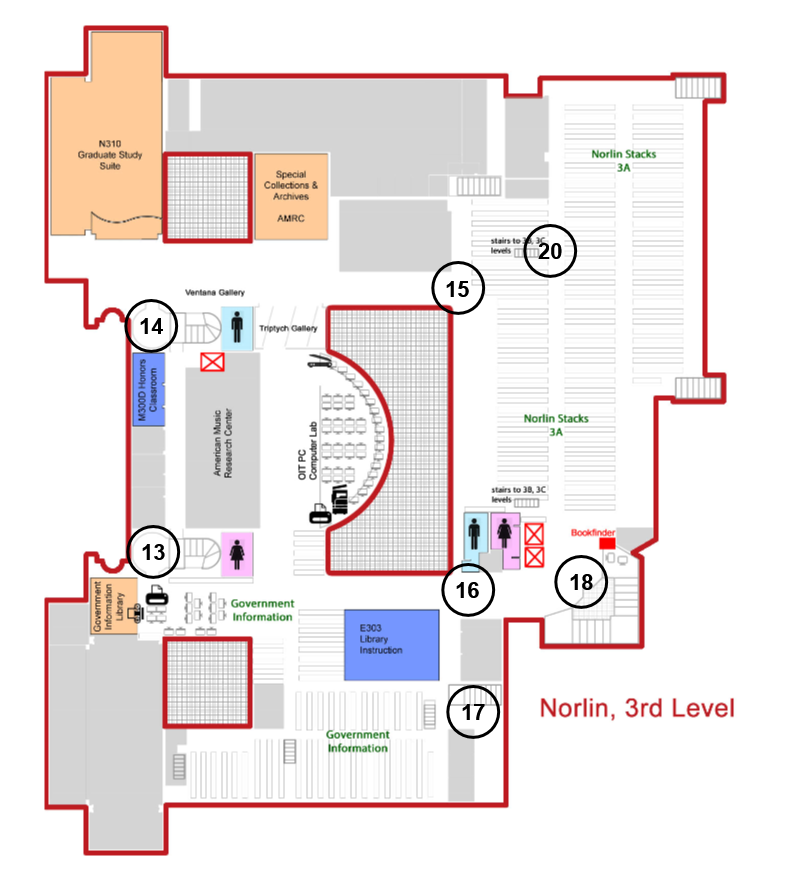 N310
Graduate Study
Suite
Special
Collections &
Archives
AMRC
Norlin Stacks
3A
stairs to 3B, 3C
levels
20
15
Ventana Gallery
14
Triptych Gallery
M300D Honors
Classroom
American Music
Research Center
OIT PC
Computer Lab
Norlin Stacks
3A
stairs to 3B, 3C
levels
Bookfinder
13
16
18
Government
Information
Library
Government
Information
E303
Library
Instruction
17
Norlin, 3rd Level
Government
Information